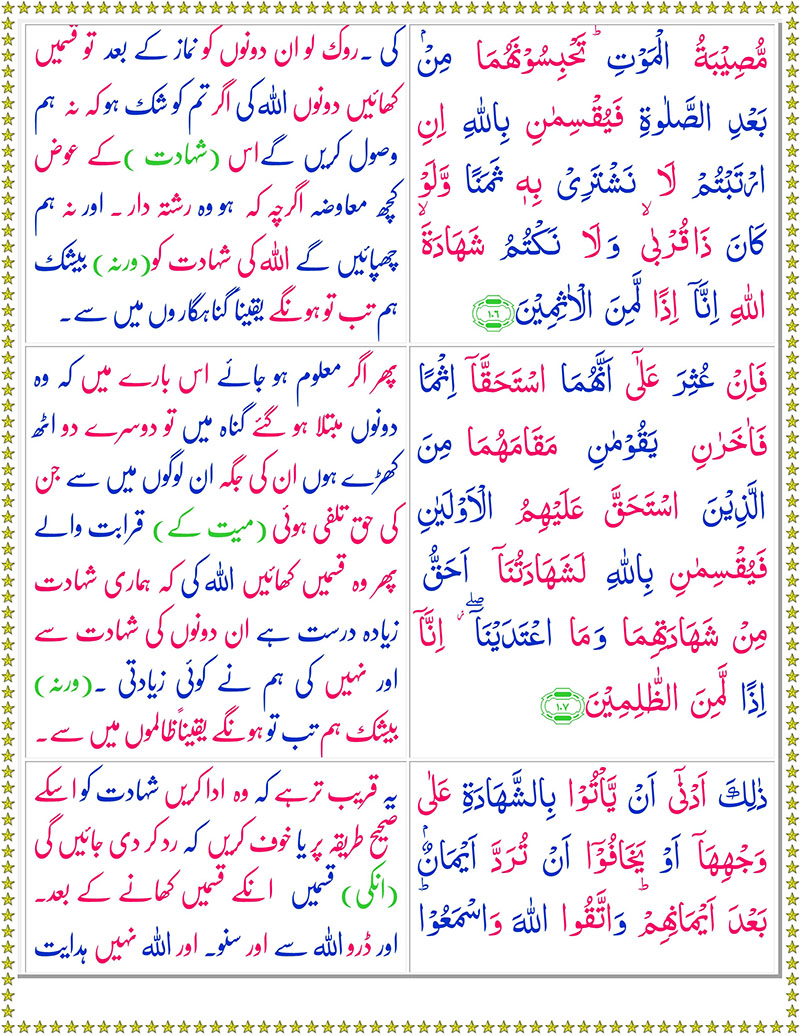 مُّصِيۡبَةُ الۡمَوۡتِ‌ ؕ تَحۡبِسُوۡنَهُمَا مِنۡۢ
بَعۡدِ الصَّلٰوةِ فَيُقۡسِمٰنِ بِاللّٰهِ اِنِ
ارۡتَبۡتُمۡ لَا نَشۡتَرِىۡ بِهٖ ثَمَنًا وَّلَوۡ
كَانَ ذَا قُرۡبٰى‌ ۙ وَلَا نَـكۡتُمُ شَهَادَةَ ۙ
اللّٰهِ اِنَّاۤ اِذًا لَّمِنَ الۡاٰثِمِيۡنَ ﴿۱۰۶﴾
کی ۔روک لو ان دونوں کو نماز کے بعد تو قسمیں
کھائیں دونوں اللہ کی اگر تم کو شک ہو کہ نہ ہم
وصول کریں گے اس (شہادت ) کے عوض
کچھ معاوضہ اگرچہ کہ ہو وہ رشتہ دار ۔ اور نہ ہم
چھپائیں گے اللہ کی شہادت کو (ورنہ ) بیشک
ہم تب تو ہونگے یقیناً گناہگاروں میں سے۔
فَاِنۡ عُثِرَ عَلٰٓى اَنَّهُمَا اسۡتَحَقَّاۤ اِثۡمًا
فَاٰخَرٰنِ يَقُوۡمٰنِ مَقَامَهُمَا مِنَ
الَّذِيۡنَ اسۡتَحَقَّ عَلَيۡهِمُ الۡاَوۡلَيٰنِ
فَيُقۡسِمٰنِ بِاللّٰهِ لَشَهَادَتُنَاۤ اَحَقُّ
مِنۡ شَهَادَتِهِمَا وَ مَا اعۡتَدَيۡنَاۤ ‌ۖ اِنَّاۤ
اِذًا لَّمِنَ الظّٰلِمِيۡنَ ﴿۱۰۷﴾
پھر اگر معلوم ہو جائے اس بارے میں کہ وہ
دونوں مبتلا ہو گئے گناہ میں تو دوسرے دو اٹھ
کھڑے ہوں ان کی جگہ ان لوگوں میں سے جن
کی حق تلفی ہوئی (میت کے ) قرابت والے
پھر وہ قسمیں کھائیں اللہ کی کہ ہماری شہادت
زیادہ درست ہے ان دونوں کی شہادت سے
اور نہیں کی ہم نے کوئی زیادتی ۔ (ورنہ )
بیشک ہم تب تو ہونگے یقیناً ظالموں میں سے۔
ذٰ لِكَ اَدۡنٰٓى اَنۡ يَّاۡتُوۡا بِالشَّهَادَةِ عَلٰى
وَجۡهِهَاۤ اَوۡ يَخَافُوۡۤا اَنۡ تُرَدَّ اَيۡمَانٌۢ
بَعۡدَ اَيۡمَانِهِمۡ‌ؕ وَاتَّقُوا اللّٰهَ وَاسۡمَعُوۡا‌ ؕ
یہ قریب تر ہے کہ وہ ادا کریں شہادت کو اسکے
صحیح طریقہ پر یا خوف کریں کہ رد کر دی جائیں گی
(انکی ) قسمیں انکے قسمیں کھانے کے بعد۔
اور ڈرو اللہ سے اور سنو۔ اور اللہ نہیں ہدایت